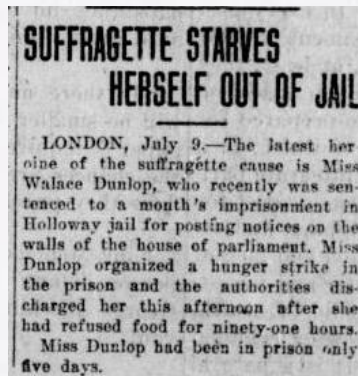 SUFFRAGETTE STARVES
HERSELF OUT OF JAIL
LONDON, July 9.—The latest her
oine of the suffragette cause is Miss
Walace Dunlop, who recently was sen-
tenced to a month's imprisonment in
Holloway jail for posting notices on the
walls of the house of parliament. Miss
Dunlop organized a hunger strike in
the prison and the authorities dis-
charged her this afternoon after she
had refused food for ninety-one hours.
Miss Dunlop had been in prison only
five days.